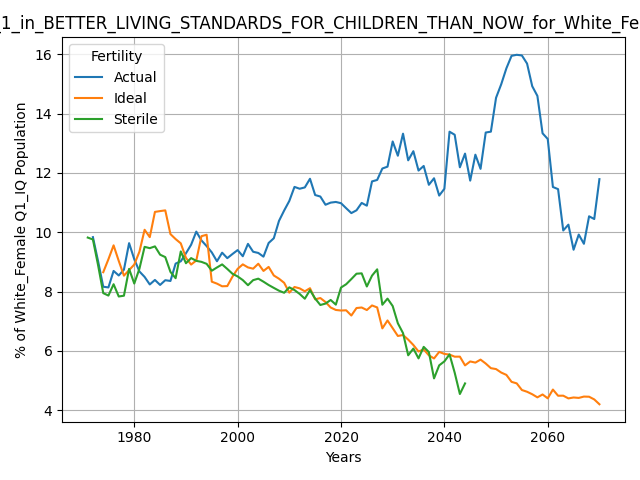 _1_in_BETTER_LIVING_STANDARDS_FOR_CHILDREN_THAN_NOW_for_White_Fe
Fertility
Actual
Ideal
Sterile
% of White_Female Q1_IQ Population
16
14
12
10
8
6
4
1980
2000
2020
2040
2060
Years